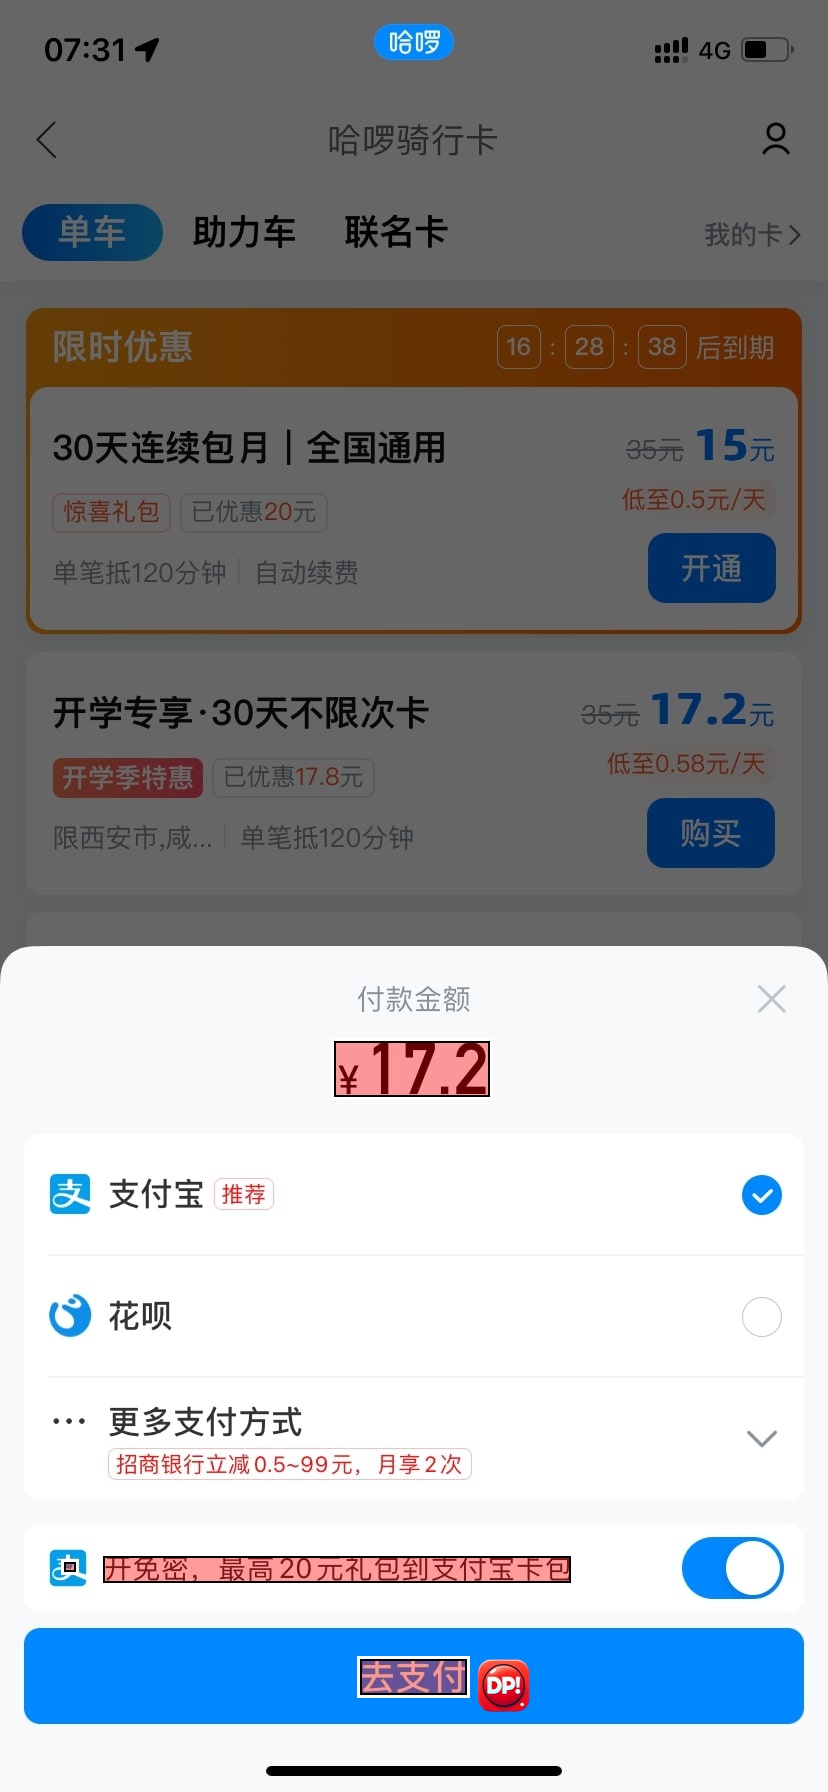 07:31
哈啰
4G
哈啰骑行卡
单车 助力车 联名卡 我的卡
限时优惠 16 : 28 : 38 后到期
30天连续包月｜全国通用 35元 15元
低至0.5元/天
惊喜礼包 已优惠20元
单笔抵120分钟 自动续费 开通
开学专享·30天不限次卡 35元 17.2元
低至0.58元/天
开学季特惠 已优惠17.8元
限西安市,咸... 单笔抵120分钟 购买
付款金额
¥17.2
支 支付宝 推荐
花呗
更多支付方式
招商银行立减0.5~99元，月享2次
开免密，最高20元礼包到支付宝卡包
去支付 DP!